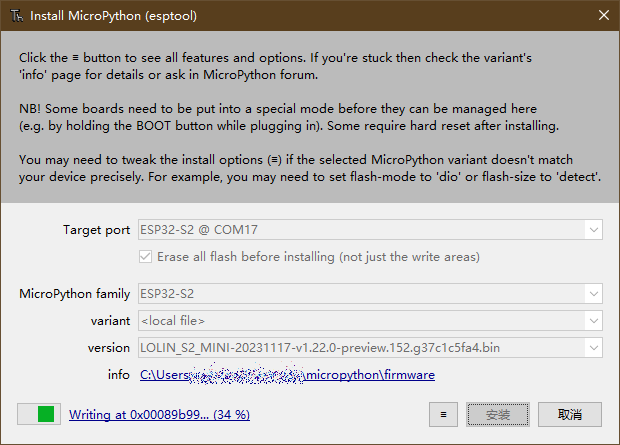 Install MicroPython (esptool)
Click the ≡ button to see all features and options. If you're stuck then check the variant's
'info' page for details or ask in MicroPython forum.
NB! Some boards need to be put into a special mode before they can be managed here
(e.g. by holding the BOOT button while plugging in). Some require hard reset after installing.
You may need to tweak the install options (≡) if the selected MicroPython variant doesn't match
your device precisely. For example, you may need to set flash-mode to 'dio' or flash-size to 'detect'.
Target port ESP32-S2 @ COM17
Erase all flash before installing (not just the write areas)
MicroPython family ESP32-S2
variant <local file>
version LOLIN_S2_MINI-20231117-v1.22.0-preview.152.g37c1c5fa4.bin
info C:\Users \micropython\firmware
Writing at 0x00089b99... (34 %) ≡ 安装 取消